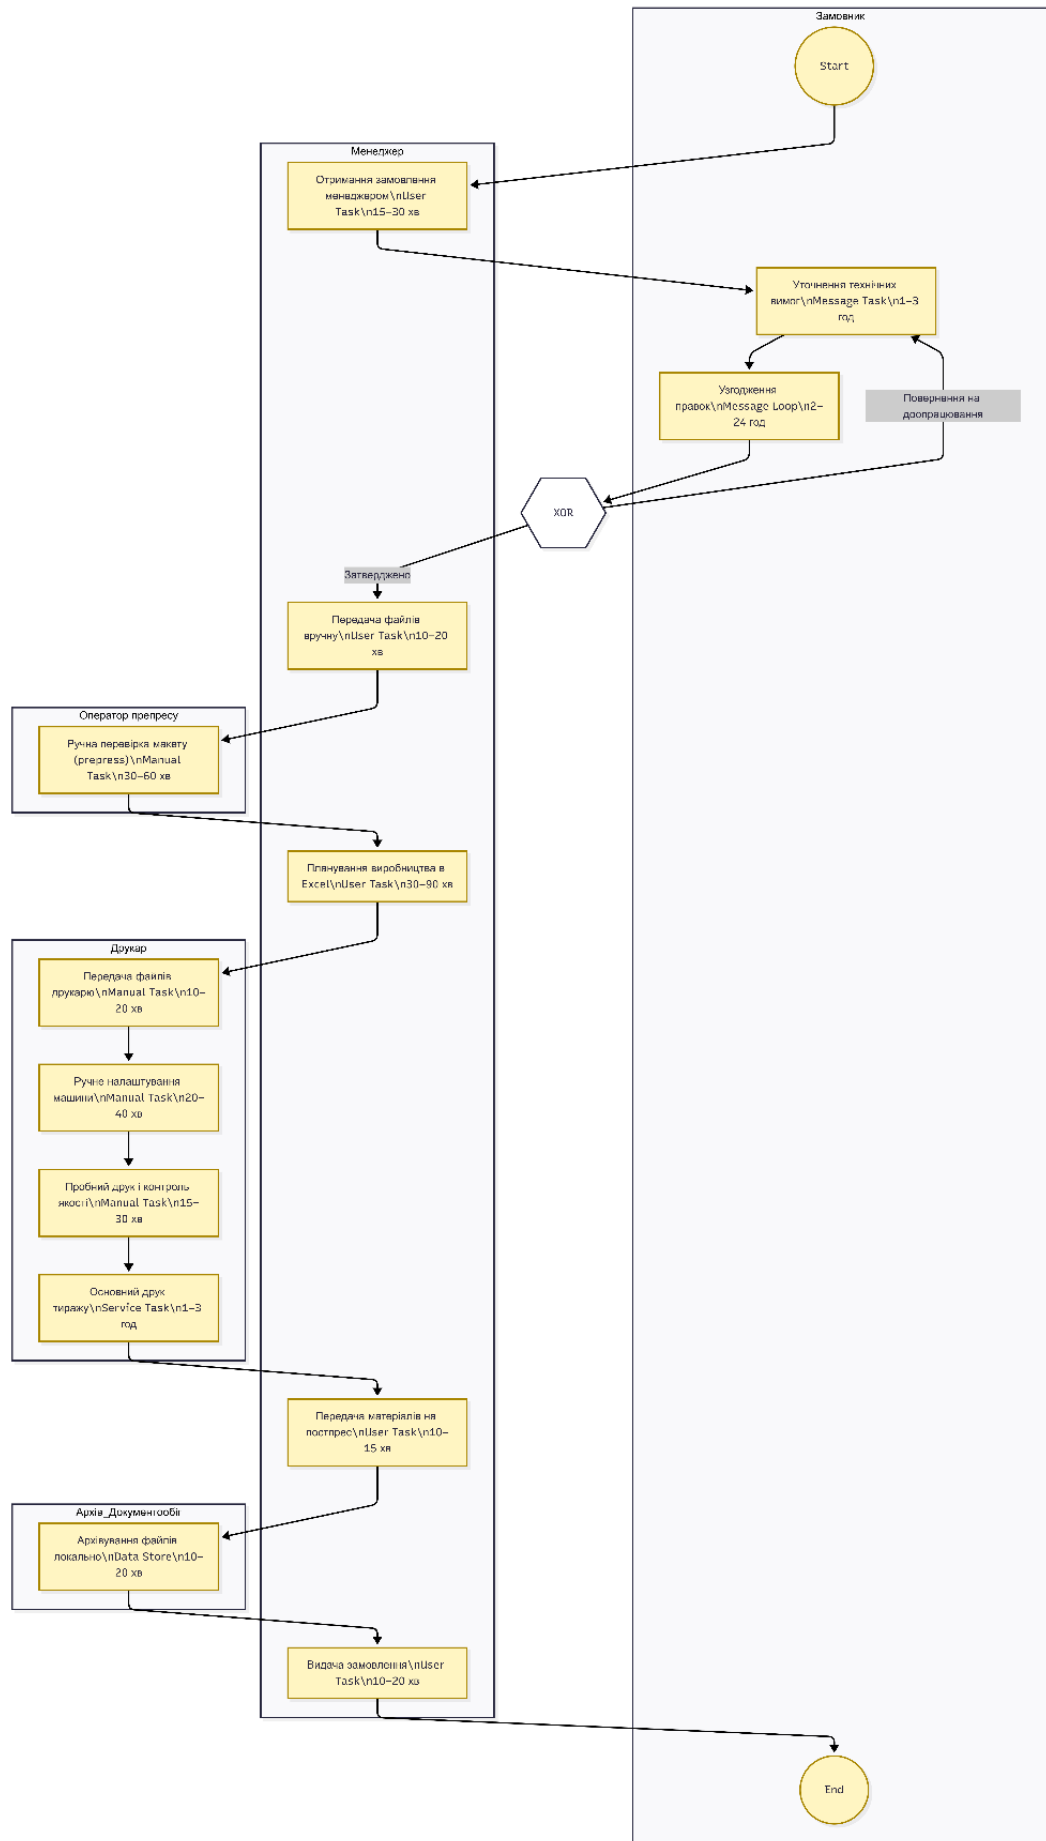 Замовник
Start
Менеджер
Отримання замовлення
менеджером\nUser
Task\n15–30 хв
Уточнення технічних
вимог\nMessage Task\n1–3
год
Узгодження
правок\nMessage Loop\n2–
24 год
Повернення на
доопрацювання
XOR
Затверджено
Передача файлів
вручну\nUser Task\n10–20
хв
Оператор препресу
Ручна перевірка макету
(prepress)\nManual
Task\n30–60 хв
Планування виробництва в
Excel\nUser Task\n30–90 хв
Друкар
Передача файлів
друкарю\nManual Task\n10–
20 хв
Ручне налаштування
машини\nManual Task\n20–
40 хв
Пробний друк і контроль
якості\nManual Task\n15–
30 хв
Основний друк
тиражу\nService Task\n1–3
год
Передача матеріалів на
постпрес\nUser Task\n10–
15 хв
Архів_Документообіг
Архівування файлів
локально\nData Store\n10–
20 хв
Видача замовлення\nUser
Task\n10–20 хв
End